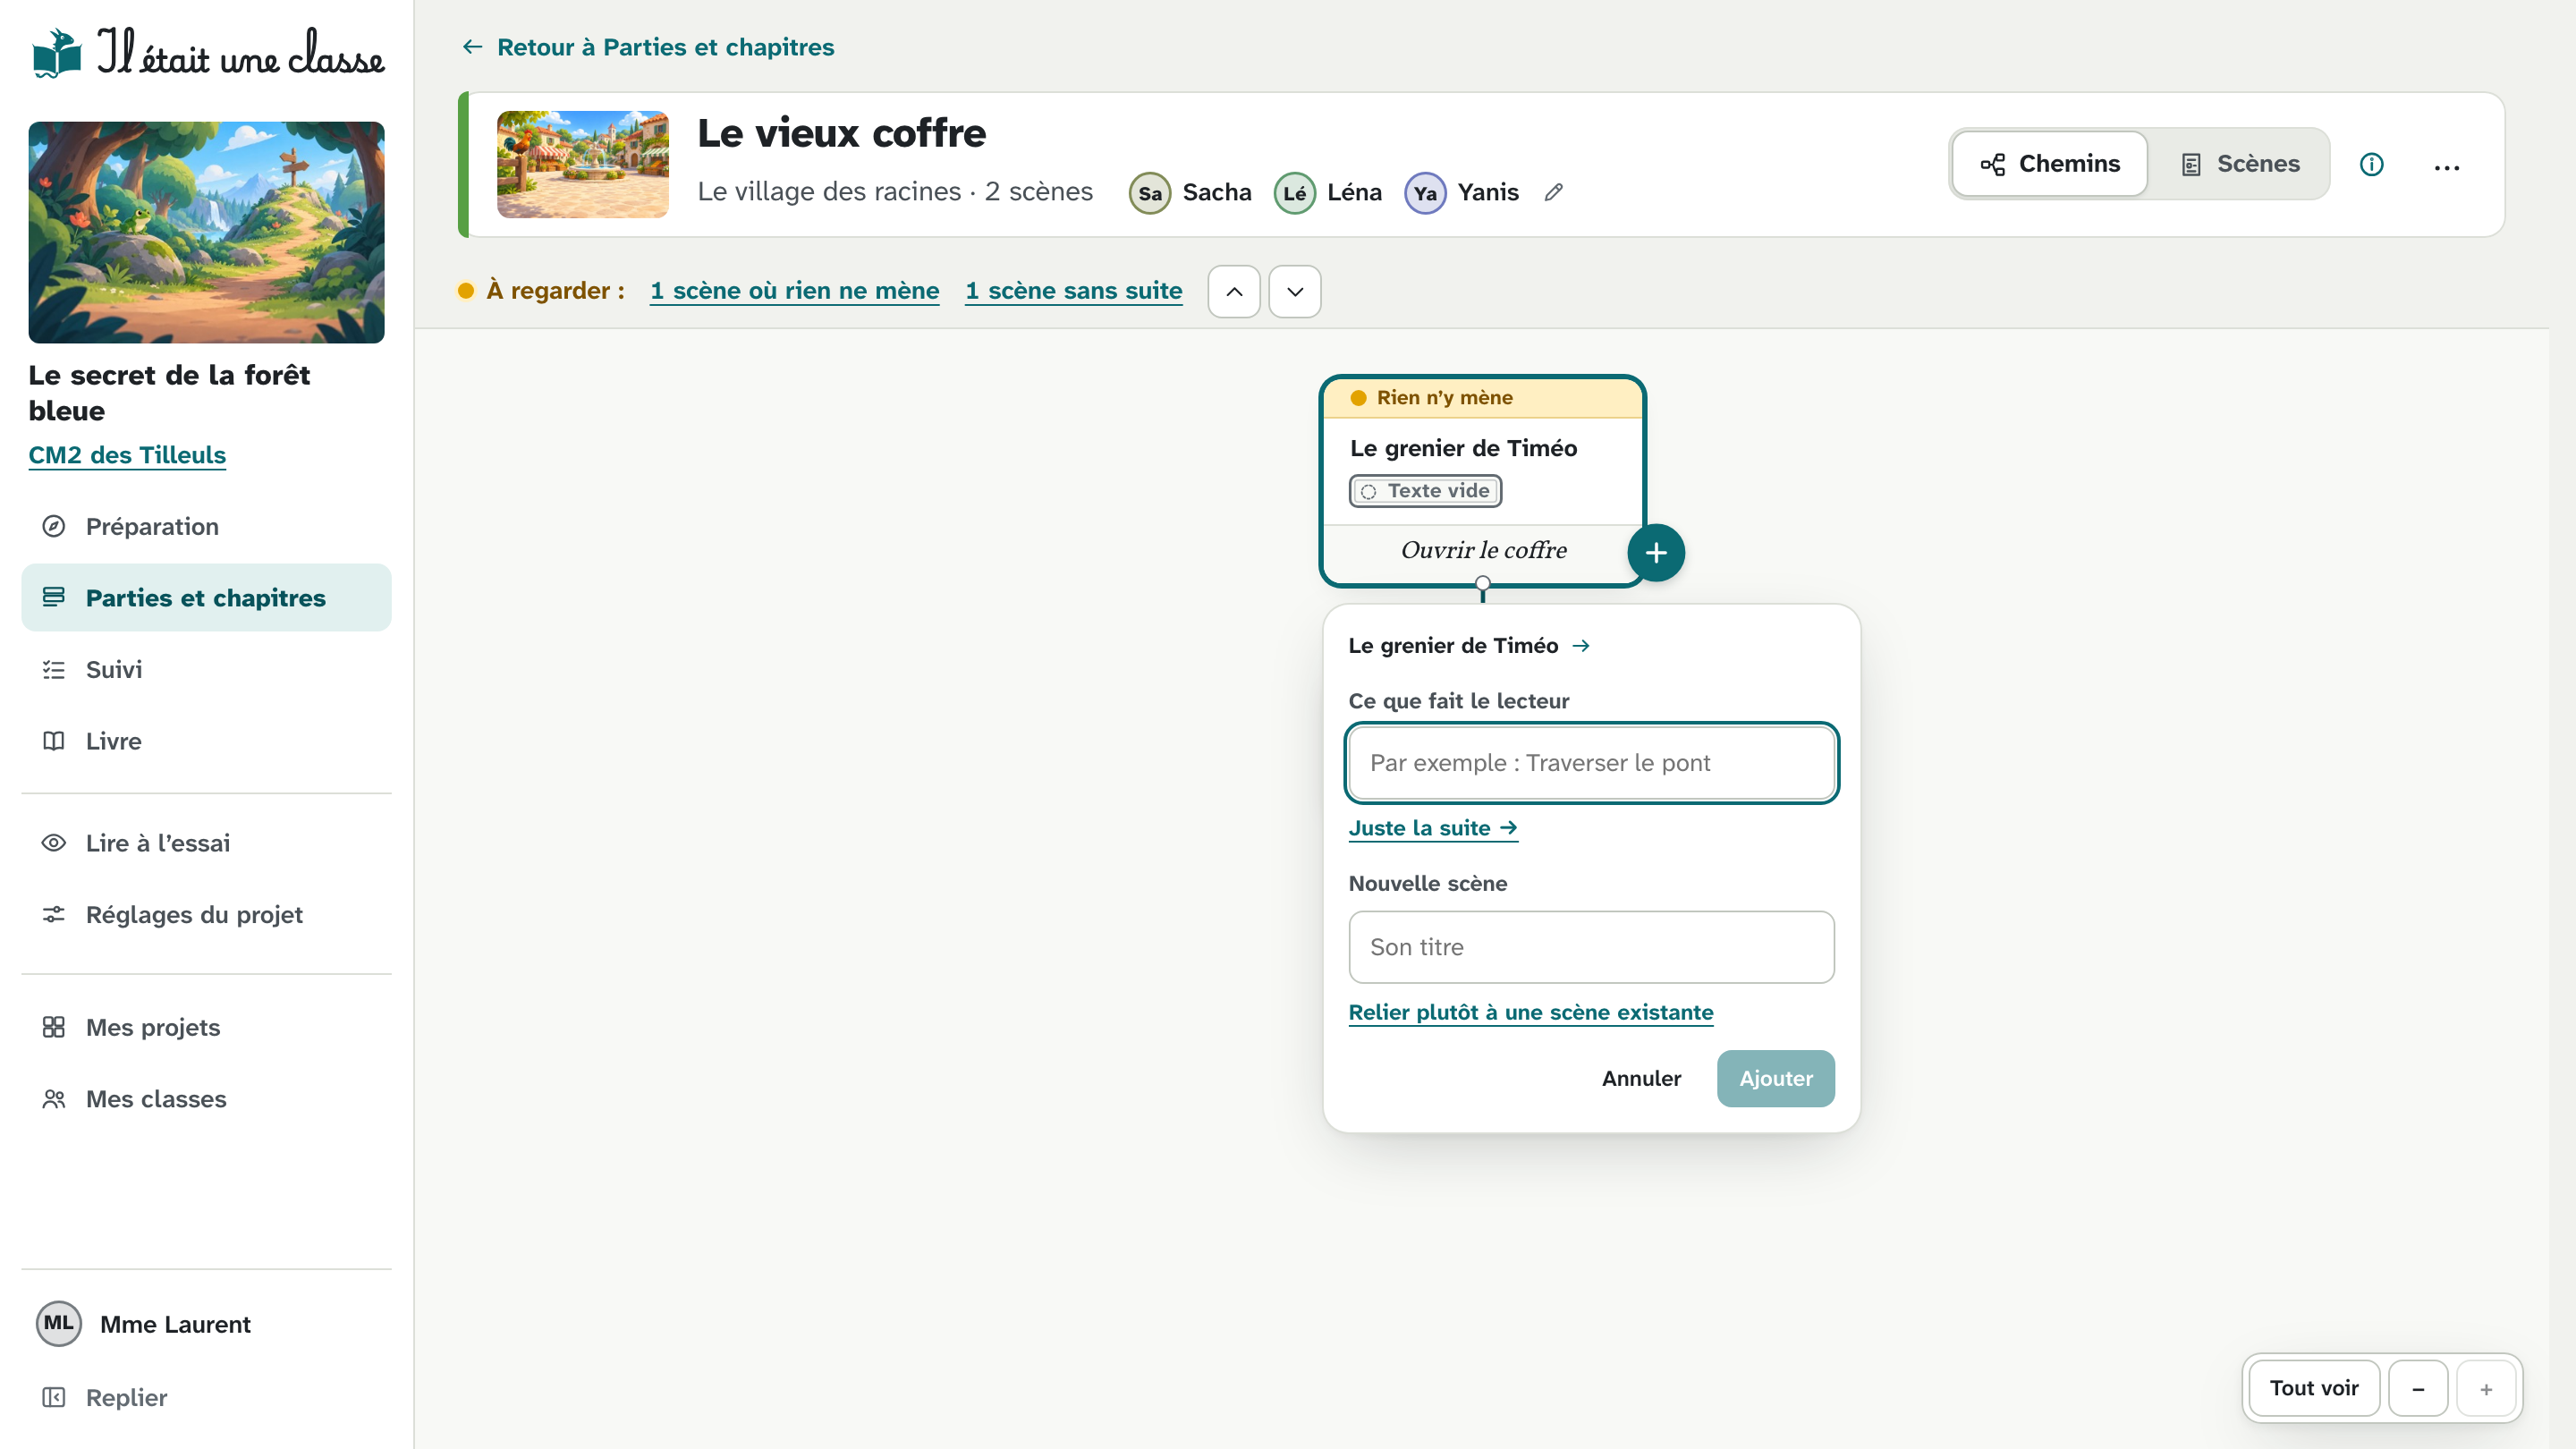 Il était une classe
Le secret de la forêt
bleue
CM2 des Tilleuls
Préparation
Parties et chapitres
Suivi
Livre
Lire à l’essai
Réglages du projet
Mes projets
Mes classes
ML Mme Laurent
Replier
← Retour à Parties et chapitres
Le vieux coffre
Le village des racines · 2 scènes Sa Sacha Lé Léna Ya Yanis
Chemins Scènes
À regarder : 1 scène où rien ne mène 1 scène sans suite
Rien n’y mène
Le grenier de Timéo
Texte vide
Ouvrir le coffre
+
Le grenier de Timéo →
Ce que fait le lecteur
Par exemple : Traverser le pont
Juste la suite →
Nouvelle scène
Son titre
Relier plutôt à une scène existante
Annuler Ajouter
Tout voir − +